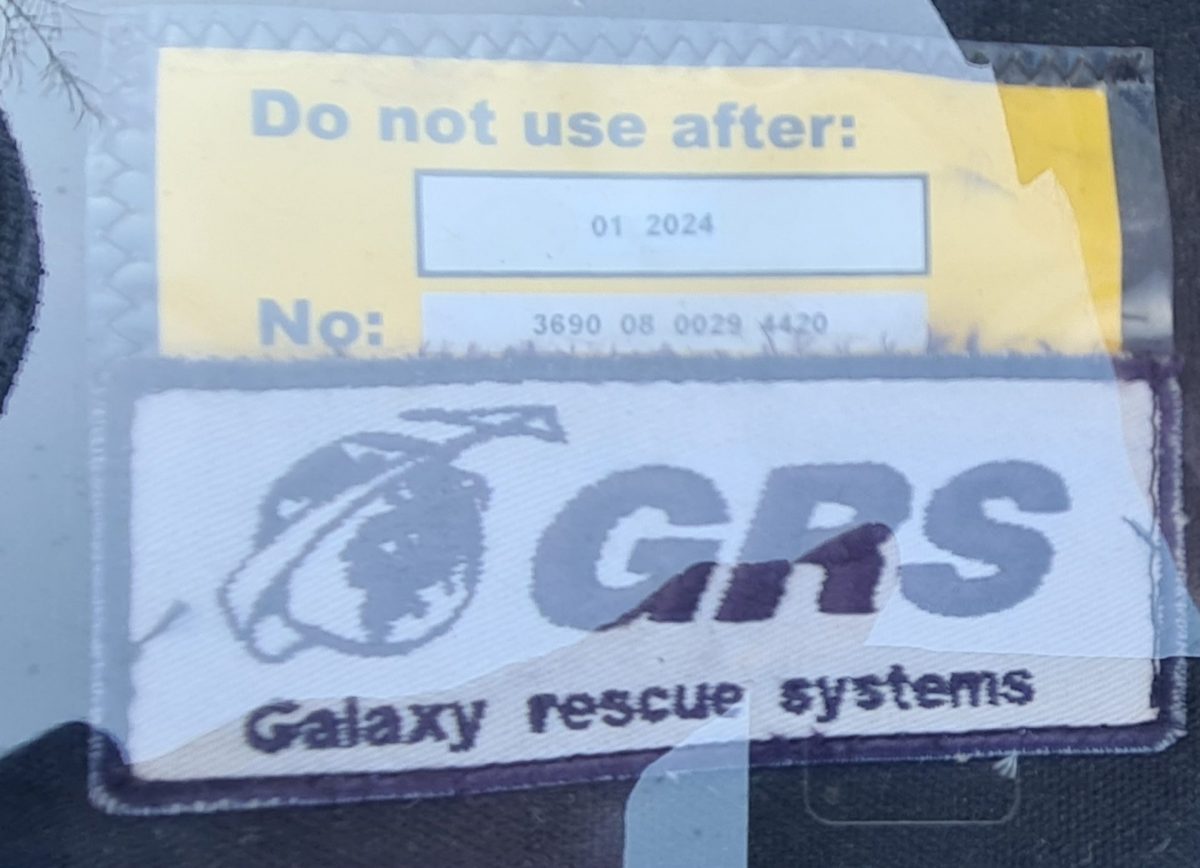 Do not use after:
01 2024
No: 3690 08 0029 4420
GRS
Galaxy rescue systems